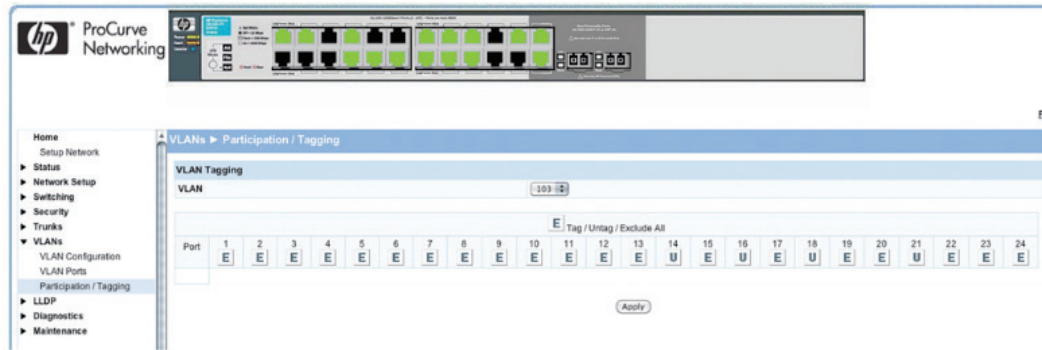 hp
ProCurve
Networking
Home
Setup Network
Status
Network Setup
Switching
Security
Trunks
VLANs
VLAN Configuration
VLAN Ports
Participation / Tagging
LLDP
Diagnostics
Maintenance
VLANs ► Participation / Tagging
VLAN Tagging
VLAN 103
E Tag / Untag / Exclude All
Port 1 2 3 4 5 6 7 8 9 10 11 12 13 14 15 16 17 18 19 20 21 22 23 24
E E E E E E E E E E E E E U E U E U E E U E E E
Apply